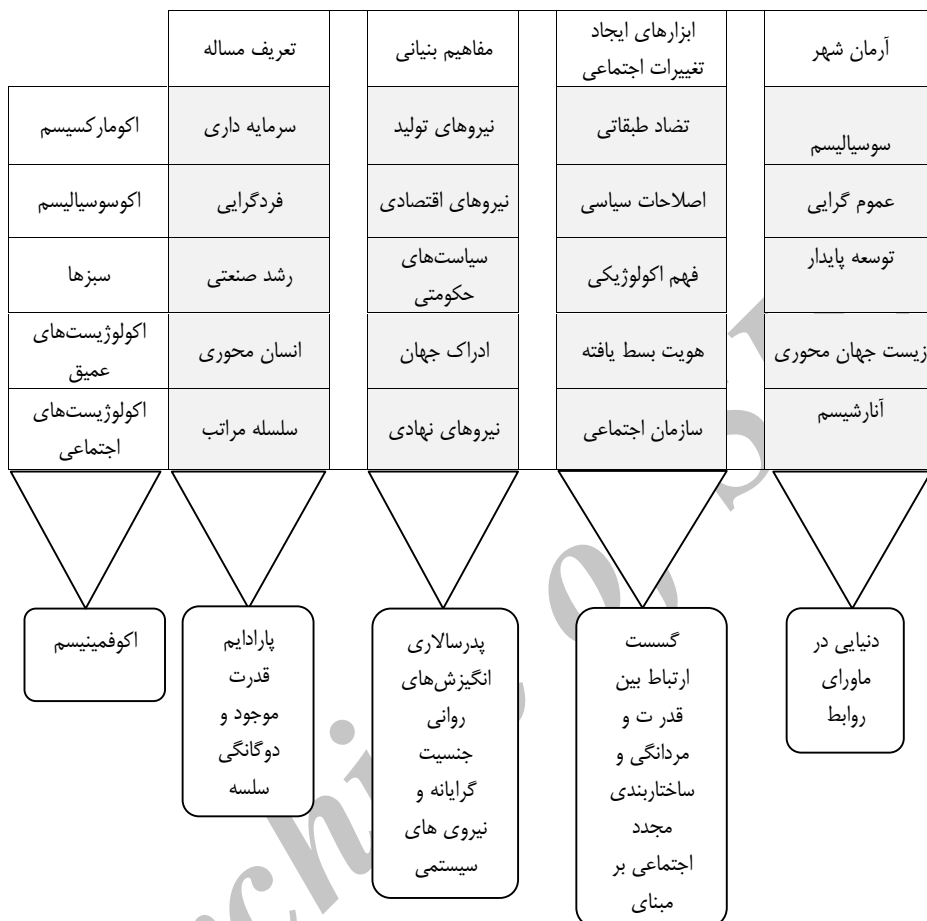 تعریف مساله
مفاهیم بنیانی
ابزارهای ایجاد
تغییرات اجتماعی
آرمان شهر
اکومارکسیسم
سرمایه داری
نیروهای تولید
تضاد طبقاتی
سوسیالیسم
اکوسوسیالیسم
فردگرایی
نیروهای اقتصادی
اصلاحات سیاسی
عموم گرایی
سبزها
رشد صنعتی
سیاست‌های
حکومتی
فهم اکولوژیکی
توسعه پایدار
اکولوژیست‌های
عمیق
انسان محوری
ادراک جهان
هویت بسط یافته
زیست جهان محوری
اکولوژیست‌های
اجتماعی
سلسله مراتب
نیروهای نهادی
سازمان اجتماعی
آنارشیسم
اکوفمینیسم
پارادایم
قدرت
موجود و
دوگانگی
سلسه
پدرسالاری
انگیزش‌های
روانی
جنسیت
گرایانه و
نیروی های
سیستمی
گسست
ارتباط بین
قدر ت و
مردانگی و
ساختاربندی
مجدد
اجتماعی بر
مبنای
دنیایی در
ماورای
روابط